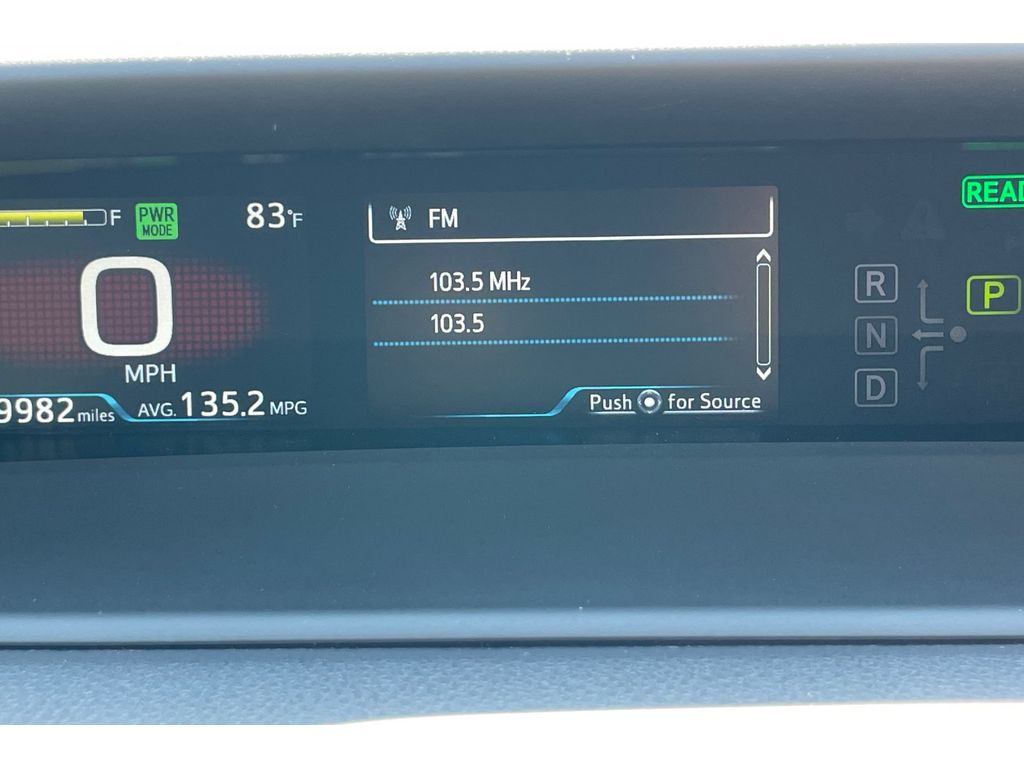 F
PWR
MODE
83°F
0
MPH
9982 miles
AVG. 135.2 MPG
FM
103.5 MHz
103.5
Push for Source
READ
R
N
D
P